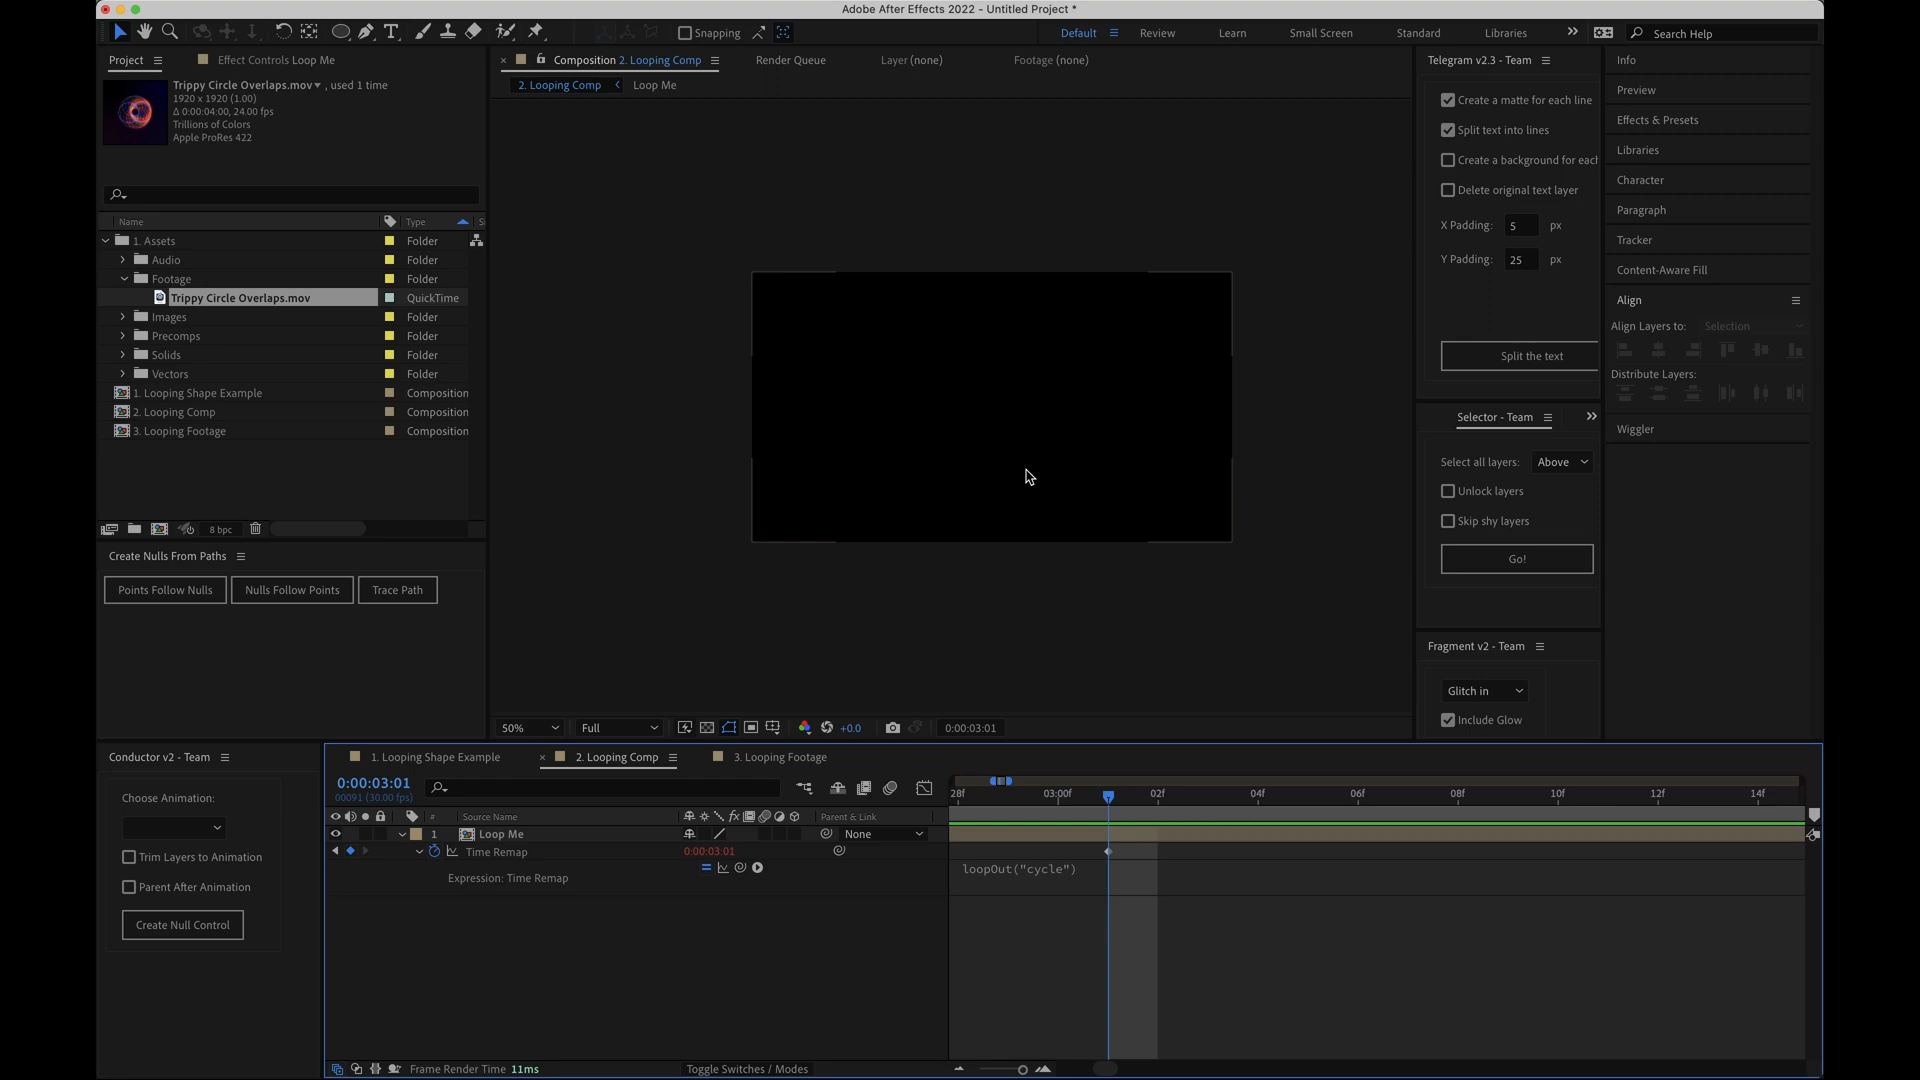 Adobe After Effects 2022 - Untitled Project *
Snapping
Default
Review
Learn
Small Screen
Standard
Libraries
Search Help
Project
Effect Controls Loop Me
Trippy Circle Overlaps.mov , used 1 time
1920 x 1920 (1.00)
Δ 0:00:04:00, 24.00 fps
Trillions of Colors
Apple ProRes 422
Name
Type
1. Assets Folder
Audio Folder
Footage Folder
Trippy Circle Overlaps.mov QuickTime
Images Folder
Precomps Folder
Solids Folder
Vectors Folder
1. Looping Shape Example Composition
2. Looping Comp Composition
3. Looping Footage Composition
8 bpc
Create Nulls From Paths
Points Follow Nulls
Nulls Follow Points
Trace Path
Composition 2. Looping Comp
Render Queue
Layer (none)
Footage (none)
2. Looping Comp
Loop Me
50%
Full
+0.0
0:00:03:01
Telegram v2.3 - Team
Create a matte for each line
Split text into lines
Create a background for each
Delete original text layer
X Padding: 5 px
Y Padding: 25 px
Split the text
Selector - Team
Select all layers: Above
Unlock layers
Skip shy layers
Go!
Fragment v2 - Team
Glitch in
Include Glow
Info
Preview
Effects & Presets
Libraries
Character
Paragraph
Tracker
Content-Aware Fill
Align
Align Layers to: Selection
Distribute Layers:
Wiggler
Conductor v2 - Team
Choose Animation:
Trim Layers to Animation
Parent After Animation
Create Null Control
1. Looping Shape Example
2. Looping Comp
3. Looping Footage
0:00:03:01
00091 (30.00 fps)
28f 03:00f 02f 04f 06f 08f 10f 12f 14f
# Source Name Parent & Link
1 Loop Me None
Time Remap 0:00:03:01
Expression: Time Remap
loopOut("cycle")
Frame Render Time 11ms
Toggle Switches / Modes